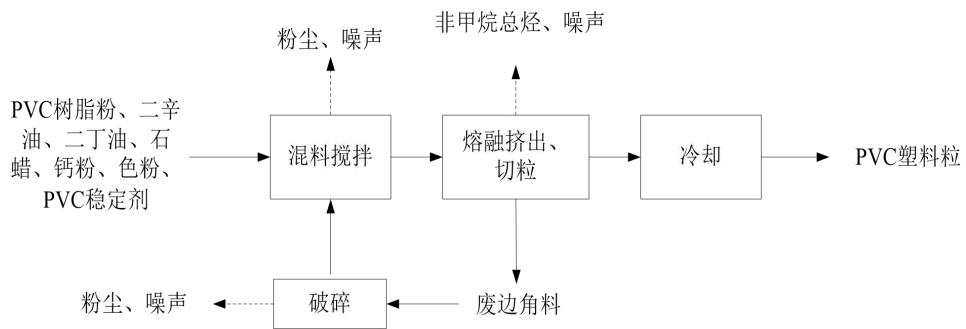 非甲烷总烃、噪声
粉尘、噪声
PVC树脂粉、二辛
油、二丁油、石
蜡、钙粉、色粉、
PVC稳定剂
混料搅拌
熔融挤出、
切粒
冷却
PVC塑料粒
粉尘、噪声
破碎
废边角料